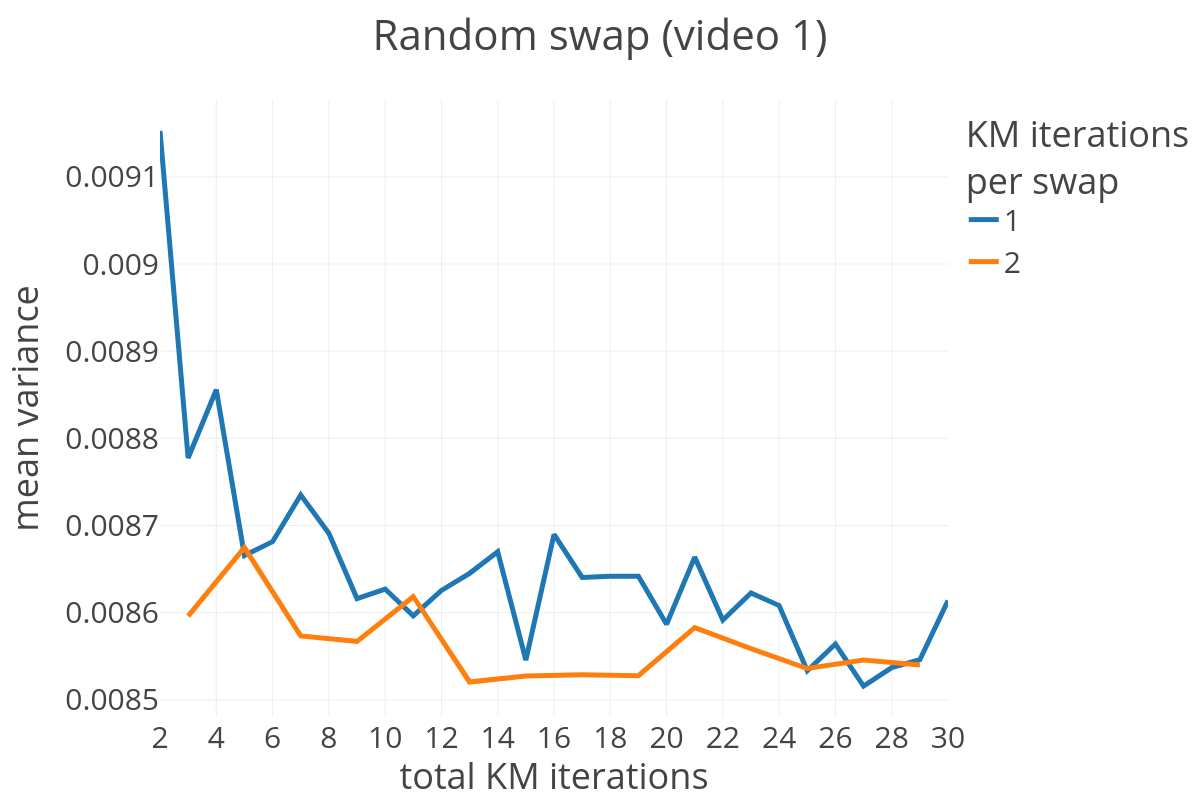 Random swap (video 1)
KM iterations
per swap
1
2
mean variance
0.0091
0.009
0.0089
0.0088
0.0087
0.0086
0.0085
2 4 6 8 10 12 14 16 18 20 22 24 26 28 30
total KM iterations